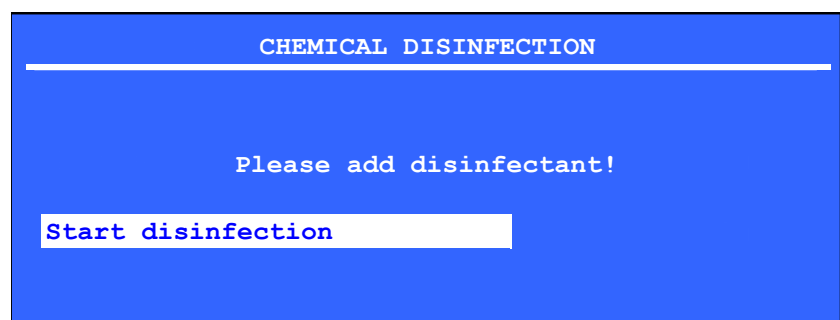 CHEMICAL DISINFECTION
Please add disinfectant!
Start disinfection